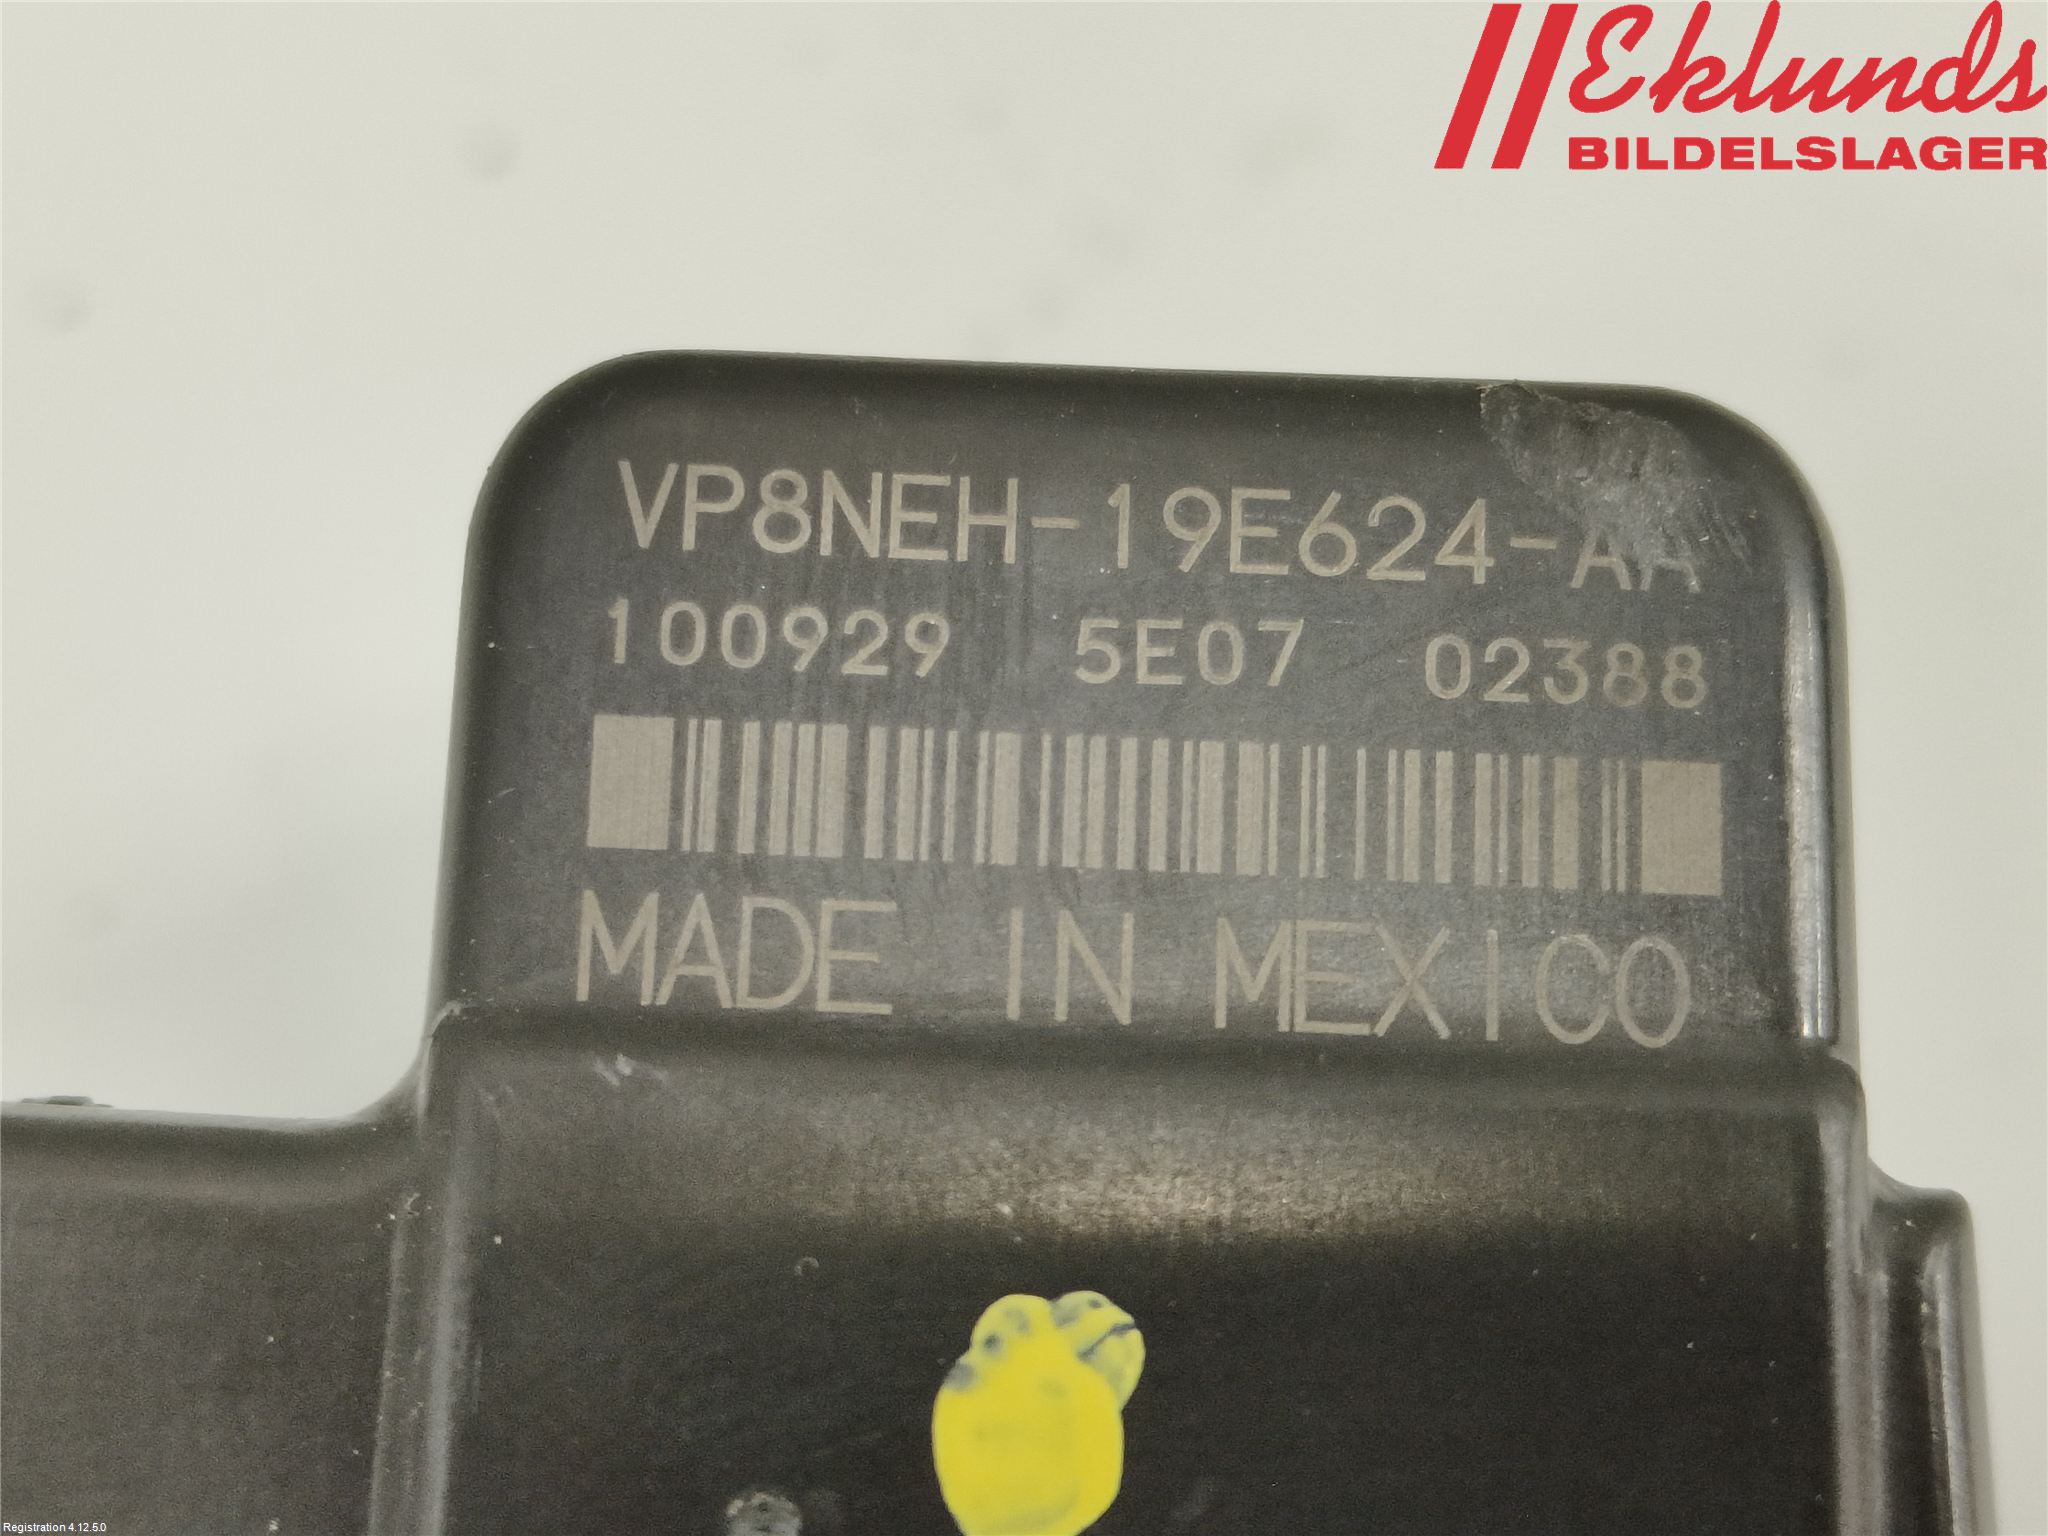 Eklunds
BILDELSLAGER
VP8NEH-19E624-AA
100929 5E07 02388
MADE IN MEXICO
Registration 4.12.5.0